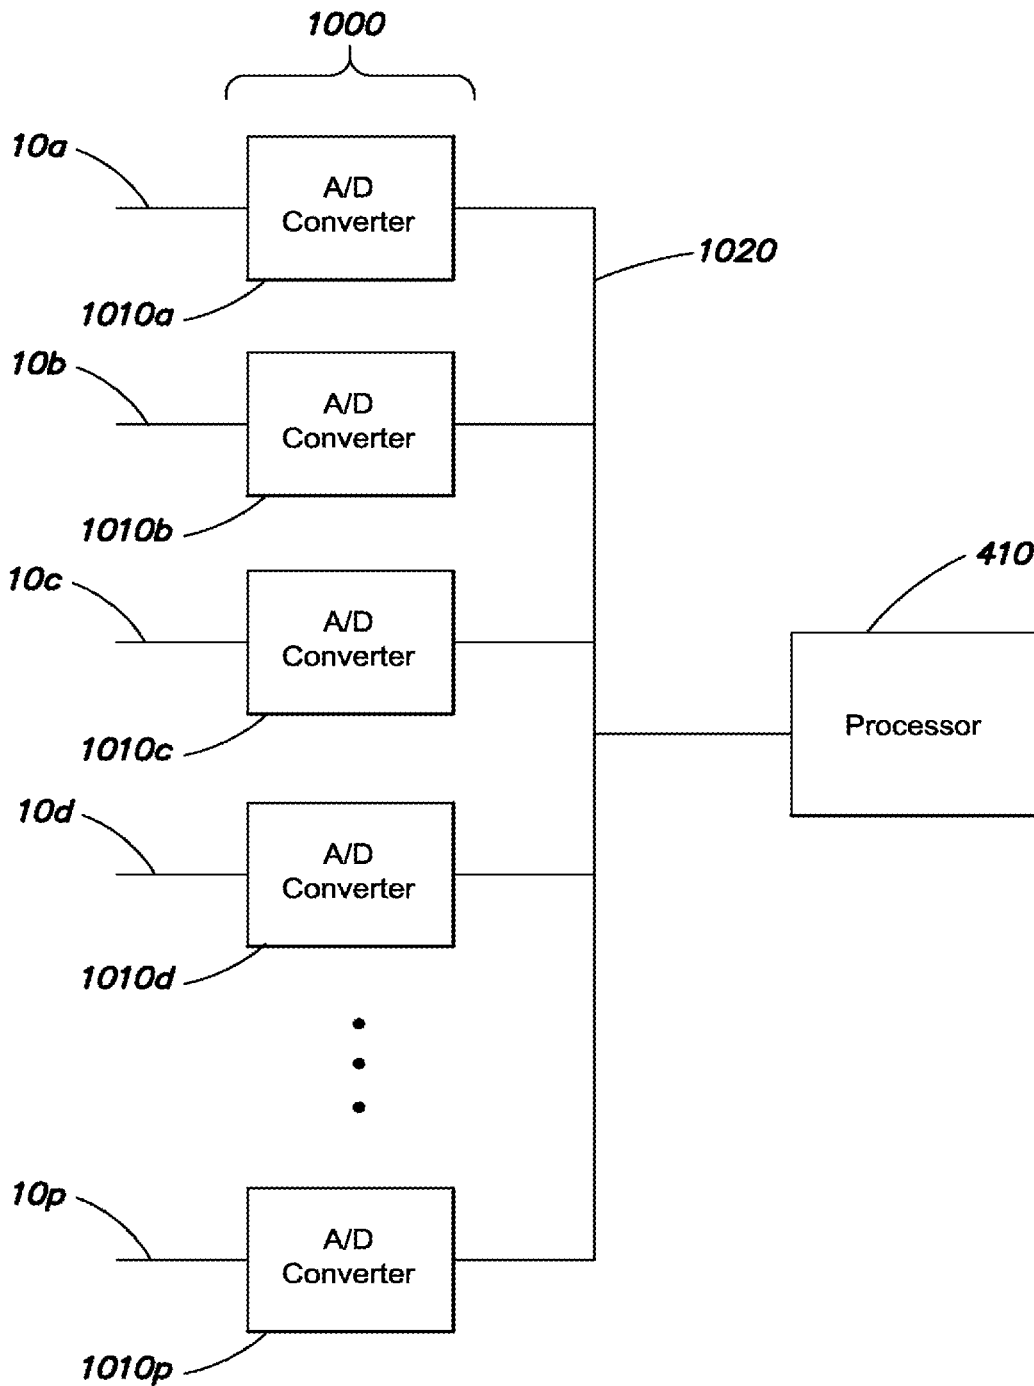 1000
10a
A/D
Converter
1020
1010a
10b
A/D
Converter
1010b
10c
A/D
Converter
410
1010c
Processor
10d
A/D
Converter
1010d
10p
A/D
Converter
1010p